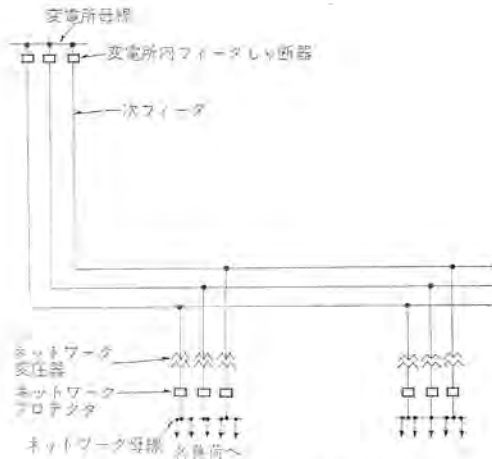 変電所母線
変電所内フィーダしゃ断器
次フィーダ
ネットワーク
変圧器
ネットワーク
プロテクタ
ネットワーク母線
負荷へ